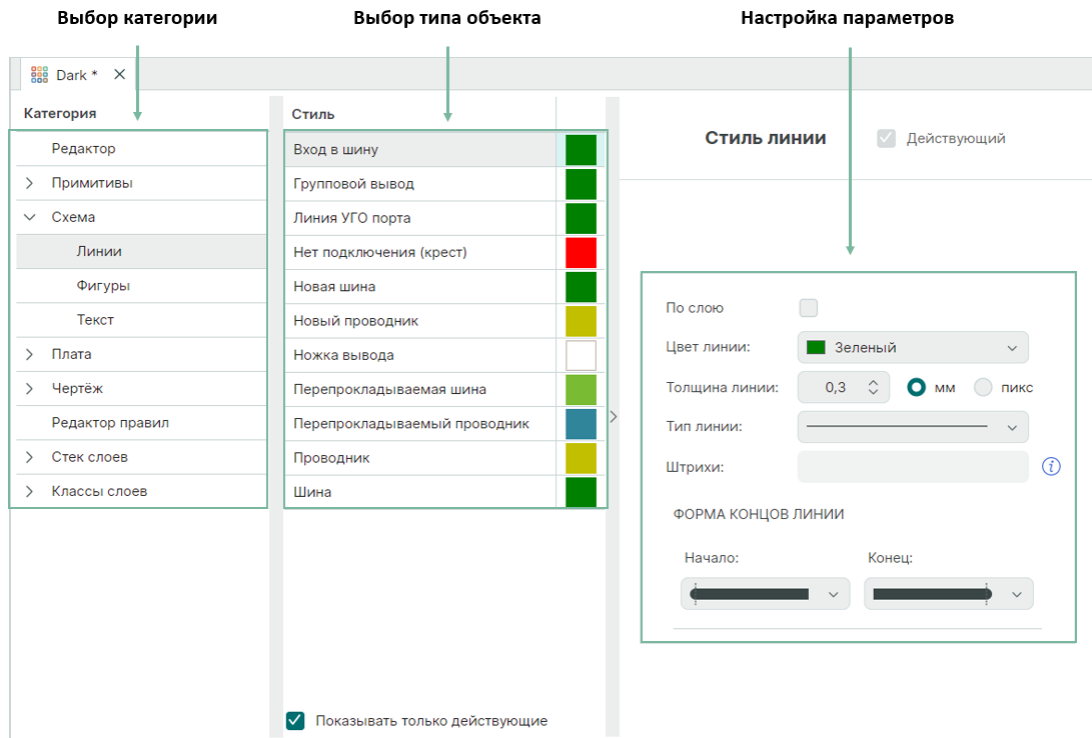 Выбор категории
Выбор типа объекта
Настройка параметров
Dark *
Категория
Редактор
Примитивы
Схема
Линии
Фигуры
Текст
Плата
Чертёж
Редактор правил
Стек слоев
Классы слоев
Стиль
Вход в шину
Групповой вывод
Линия УГО порта
Нет подключения (крест)
Новая шина
Новый проводник
Ножка вывода
Перепрокладываемая шина
Перепрокладываемый проводник
Проводник
Шина
Показывать только действующие
Стиль линии
Действующий
По слою
Цвет линии: Зеленый
Толщина линии: 0,3 мм пикс
Тип линии:
Штрихи:
ФОРМА КОНЦОВ ЛИНИИ
Начало: Конец: